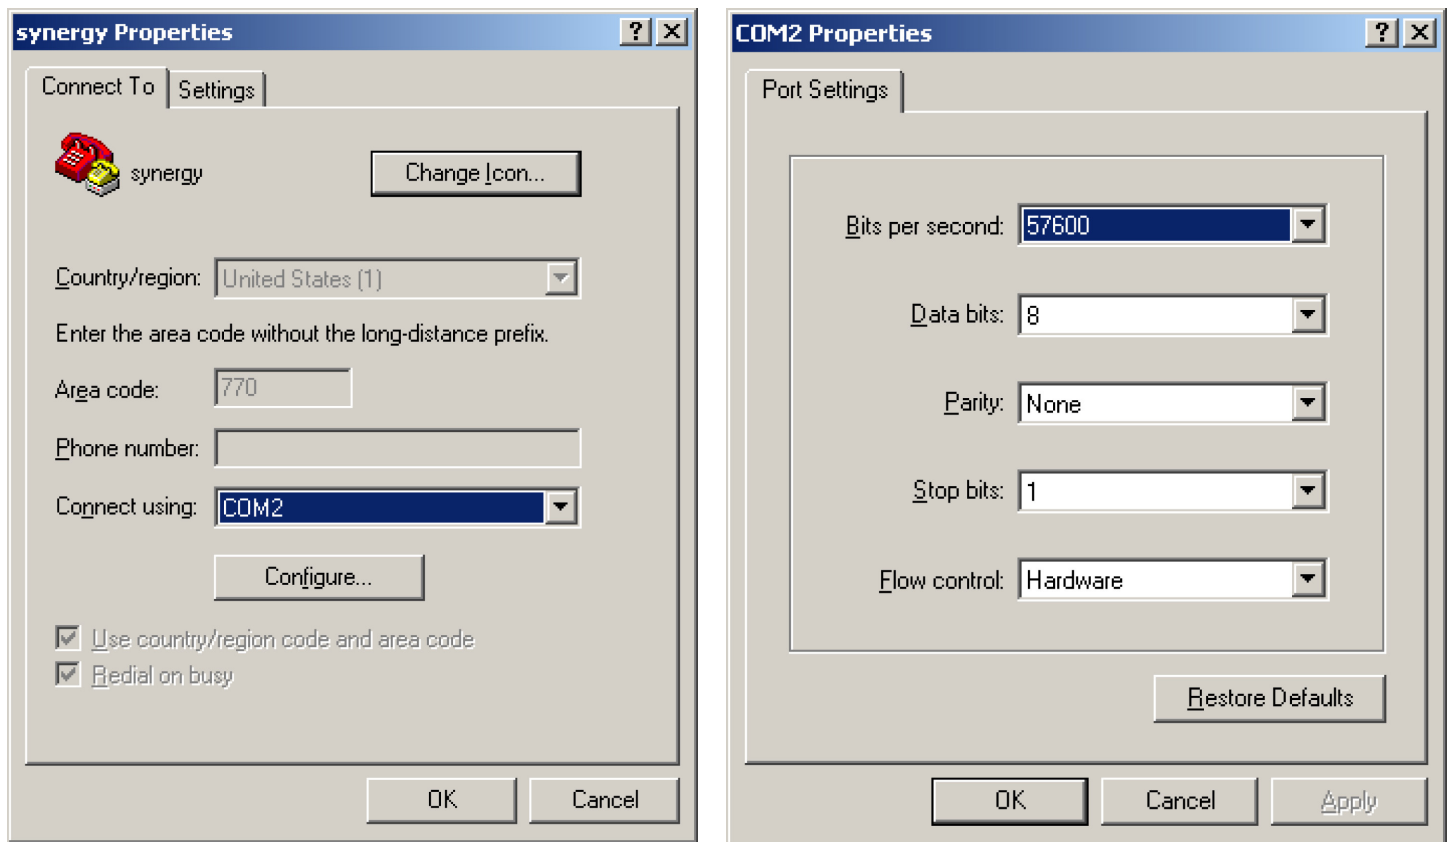 synergy Properties
Connect To
Settings
synergy
Change Icon...
Country/region: United States (1)
Enter the area code without the long-distance prefix.
Area code: 770
Phone number:
Connect using: COM2
Configure...
Use country/region code and area code
Redial on busy
OK
Cancel
COM2 Properties
Port Settings
Bits per second: 57600
Data bits: 8
Parity: None
Stop bits: 1
Flow control: Hardware
Restore Defaults
OK
Cancel
Apply